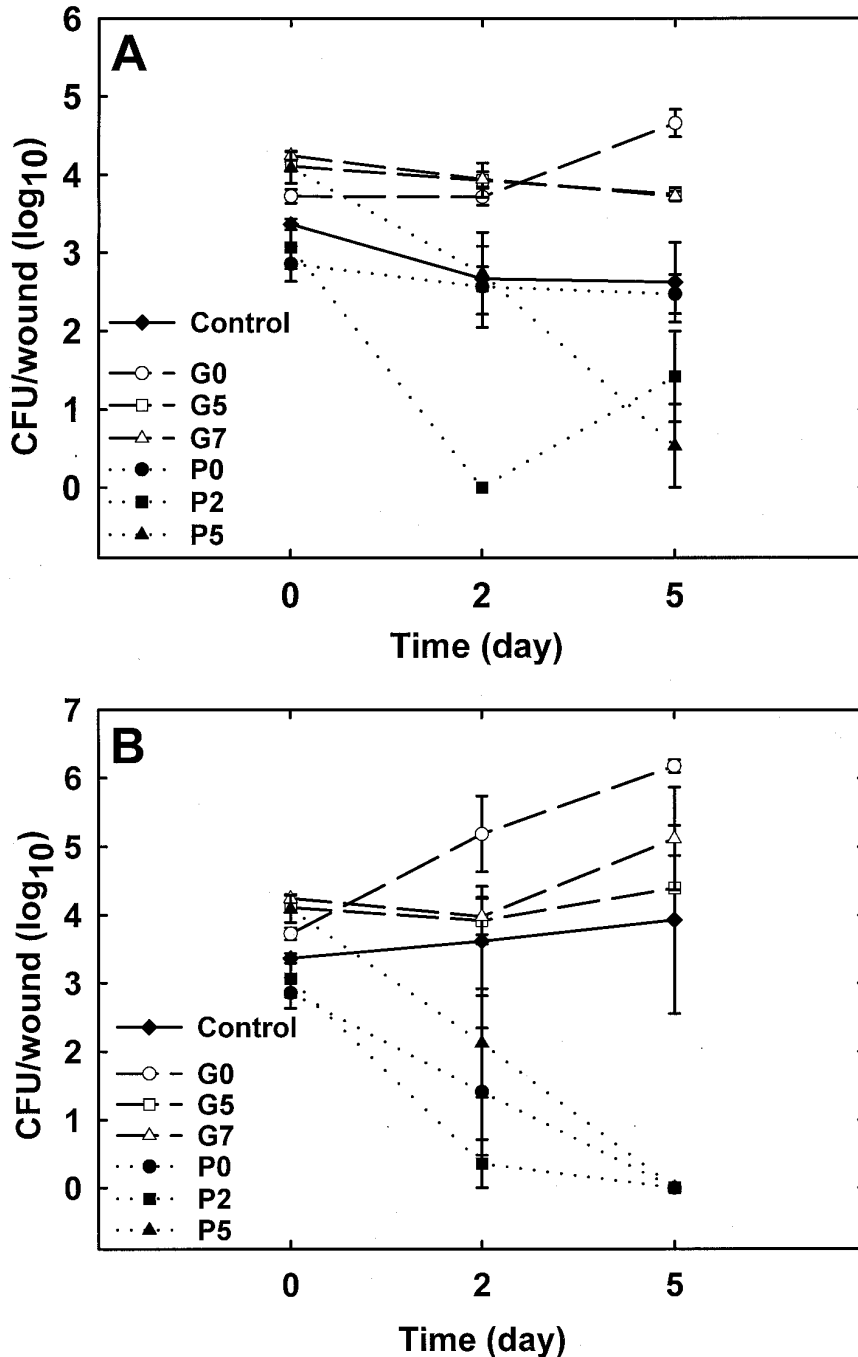 A
6
5
4
3
2
1
0
CFU/wound (log10)
Control
G0
G5
G7
P0
P2
P5
0 2 5
Time (day)
B
7
6
5
4
3
2
1
0
CFU/wound (log10)
Control
G0
G5
G7
P0
P2
P5
0 2 5
Time (day)